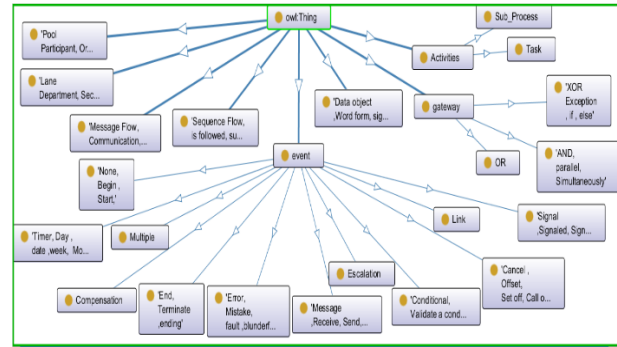 owl:Thing
Sub_Process
'Pool
Participant, Or...
Activities
Task
'Lane
Department, Sec...
'XOR
Exception
, if , else'
'Data object
,Word form, sig...
gateway
'Message Flow,
Communication,...
'Sequence Flow,
is followed, su...
'AND,
parallel,
Simultaneously'
event
OR
'None,
Begin ,
Start,'
Link
'Signal
,Signaled, Sign...
'Timer, Day ,
date ,week, Mo...
Multiple
Escalation
'Cancel ,
Offset,
Set off, Call o...
Compensation
'End,
Terminate
,ending'
'Error,
Mistake,
fault ,blunderf...
'Message
,Receive, Send,...
'Conditional,
Validate a cond...